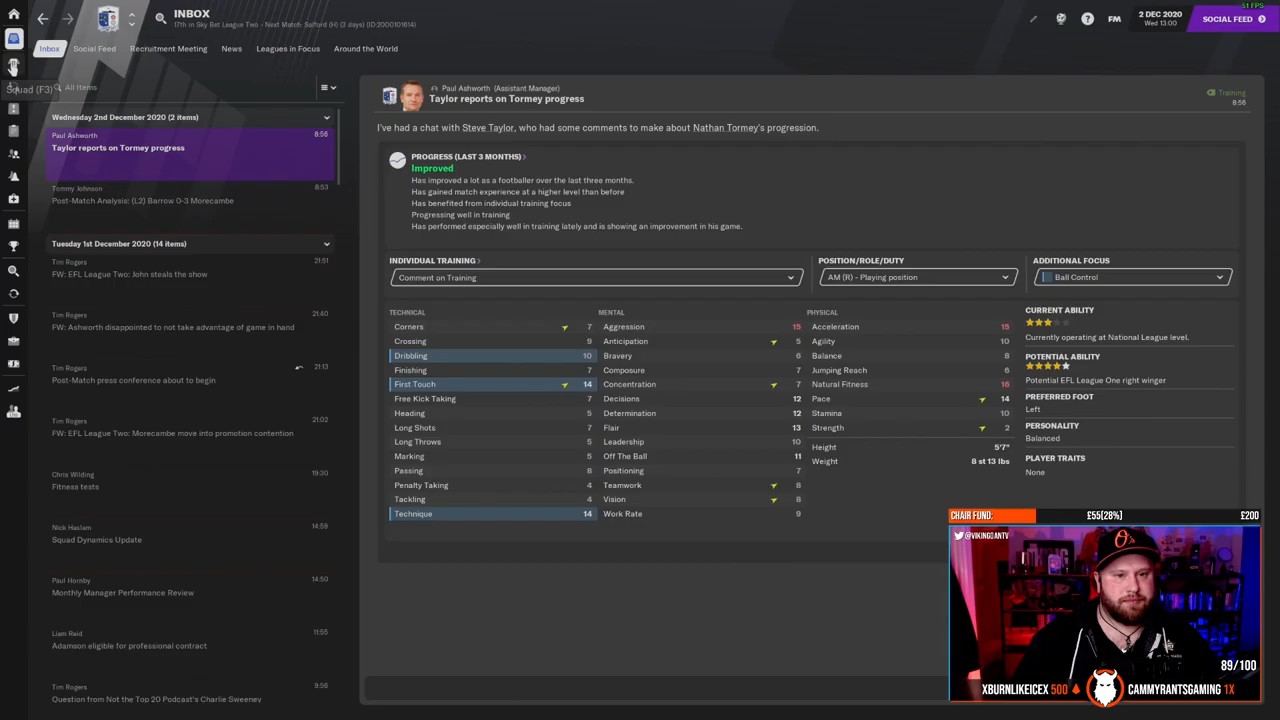 51 FPS
INBOX
17th in Sky Bet League Two - Next Match: Salford (H) (3 days) (ID:2000101614)
FM
2 DEC 2020
Wed 13:00
SOCIAL FEED
Inbox
Social Feed
Recruitment Meeting
News
Leagues in Focus
Around the World
Squad (F3)
All Items
Wednesday 2nd December 2020 (2 items)
Paul Ashworth 8:56
Taylor reports on Tormey progress
Tommy Johnson 8:53
Post-Match Analysis: (L2) Barrow 0-3 Morecambe
Tuesday 1st December 2020 (14 items)
Tim Rogers 21:51
FW: EFL League Two: John steals the show
Tim Rogers 21:40
FW: Ashworth disappointed to not take advantage of game in hand
Tim Rogers 21:13
Post-Match press conference about to begin
Tim Rogers 21:02
FW: EFL League Two: Morecambe move into promotion contention
Chris Wilding 19:30
Fitness tests
Nick Haslam 14:59
Squad Dynamics Update
Paul Hornby 14:50
Monthly Manager Performance Review
Liam Reid 11:55
Adamson eligible for professional contract
Tim Rogers 9:56
Question from Not the Top 20 Podcast's Charlie Sweeney
Paul Ashworth (Assistant Manager)
Taylor reports on Tormey progress
Training
8:56
I've had a chat with Steve Taylor, who had some comments to make about Nathan Tormey's progression.
PROGRESS (LAST 3 MONTHS)
Improved
Has improved a lot as a footballer over the last three months.
Has gained match experience at a higher level than before
Has benefited from individual training focus
Progressing well in training
Has performed especially well in training lately and is showing an improvement in his game.
INDIVIDUAL TRAINING
Comment on Training
POSITION/ROLE/DUTY
AM (R) - Playing position
ADDITIONAL FOCUS
Ball Control
TECHNICAL
Corners 7
Crossing 9
Dribbling 10
Finishing 7
First Touch 14
Free Kick Taking 7
Heading 5
Long Shots 7
Long Throws 5
Marking 5
Passing 8
Penalty Taking 4
Tackling 4
Technique 14
MENTAL
Aggression 15
Anticipation 5
Bravery 6
Composure 7
Concentration 7
Decisions 12
Determination 12
Flair 13
Leadership 10
Off The Ball 11
Positioning 7
Teamwork 8
Vision 8
Work Rate 9
PHYSICAL
Acceleration 15
Agility 10
Balance 8
Jumping Reach 6
Natural Fitness 16
Pace 14
Stamina 10
Strength 2
Height 5'7"
Weight 8 st 13 lbs
CURRENT ABILITY
Currently operating at National League level.
POTENTIAL ABILITY
Potential EFL League One right winger
PREFERRED FOOT
Left
PERSONALITY
Balanced
PLAYER TRAITS
None
CHAIR FUND: £55(28%) £200
@VIKINGDANTV
89/100
XBURNLIKEICEX 500
CAMMYRANTSGAMING 1X